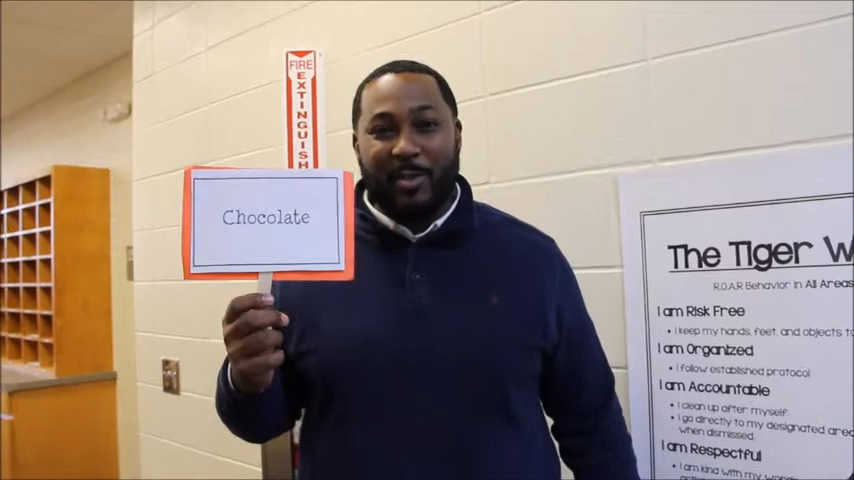 FIRE
EXTINGUISH
Chocolate
The Tiger W
R.O.A.R Behavior in All Areas
I am Risk Free
• I keep my hands, feet, and objects to
I am Organized
• I follow established protocol
I am Accountable
• I clean up after myself
• I go directly to my designated area
when dismissed
I am Respectful
• I am kind with my words